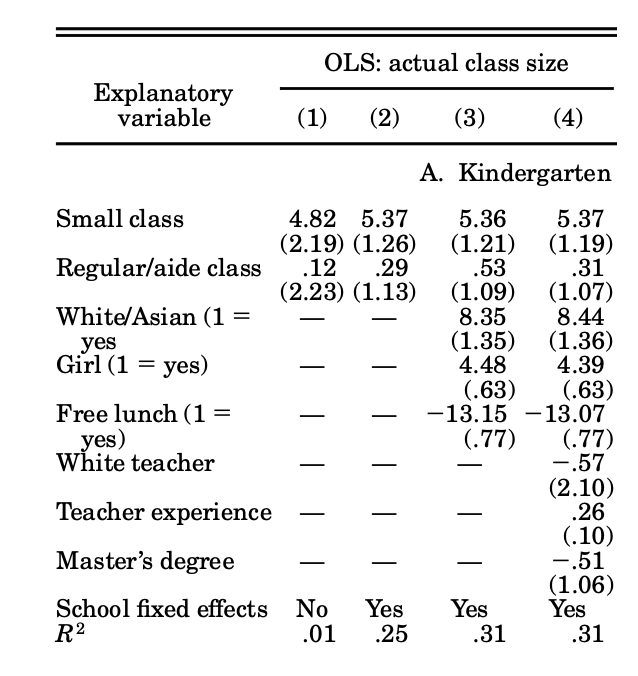 OLS: actual class size
Explanatory
variable (1) (2) (3) (4)
A. Kindergarten
Small class 4.82 5.37 5.36 5.37
(2.19) (1.26) (1.21) (1.19)
Regular/aide class .12 .29 .53 .31
(2.23) (1.13) (1.09) (1.07)
White/Asian (1 = — — 8.35 8.44
yes (1.35) (1.36)
Girl (1 = yes) — — 4.48 4.39
(.63) (.63)
Free lunch (1 = — — −13.15 −13.07
yes) (.77) (.77)
White teacher — — — −.57
(2.10)
Teacher experience — — — .26
(.10)
Master’s degree — — — −.51
(1.06)
School fixed effects No Yes Yes Yes
R² .01 .25 .31 .31